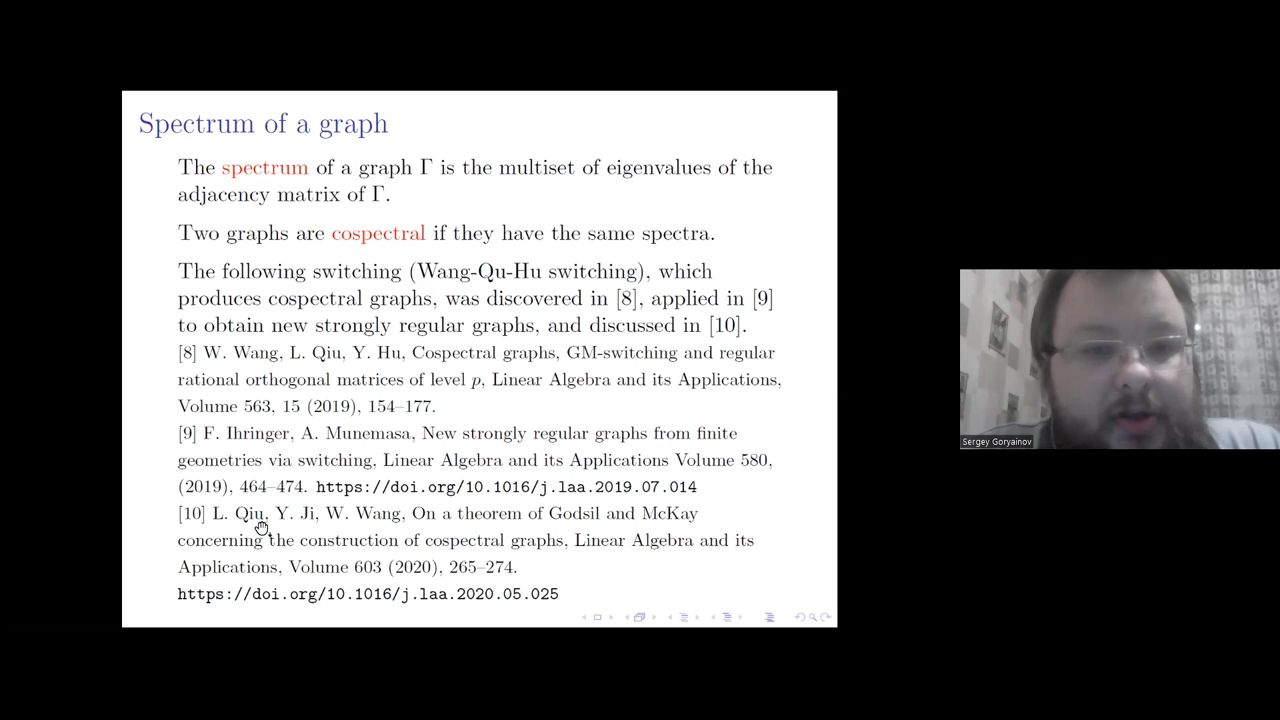 Spectrum of a graph
The spectrum of a graph Γ is the multiset of eigenvalues of the
adjacency matrix of Γ.
Two graphs are cospectral if they have the same spectra.
The following switching (Wang-Qu-Hu switching), which
produces cospectral graphs, was discovered in [8], applied in [9]
to obtain new strongly regular graphs, and discussed in [10].
[8] W. Wang, L. Qiu, Y. Hu, Cospectral graphs, GM-switching and regular
rational orthogonal matrices of level p, Linear Algebra and its Applications,
Volume 563, 15 (2019), 154–177.
[9] F. Ihringer, A. Munemasa, New strongly regular graphs from finite
geometries via switching, Linear Algebra and its Applications Volume 580,
(2019), 464–474. https://doi.org/10.1016/j.laa.2019.07.014
[10] L. Qiu, Y. Ji, W. Wang, On a theorem of Godsil and McKay
concerning the construction of cospectral graphs, Linear Algebra and its
Applications, Volume 603 (2020), 265–274.
https://doi.org/10.1016/j.laa.2020.05.025
Sergey Goryainov